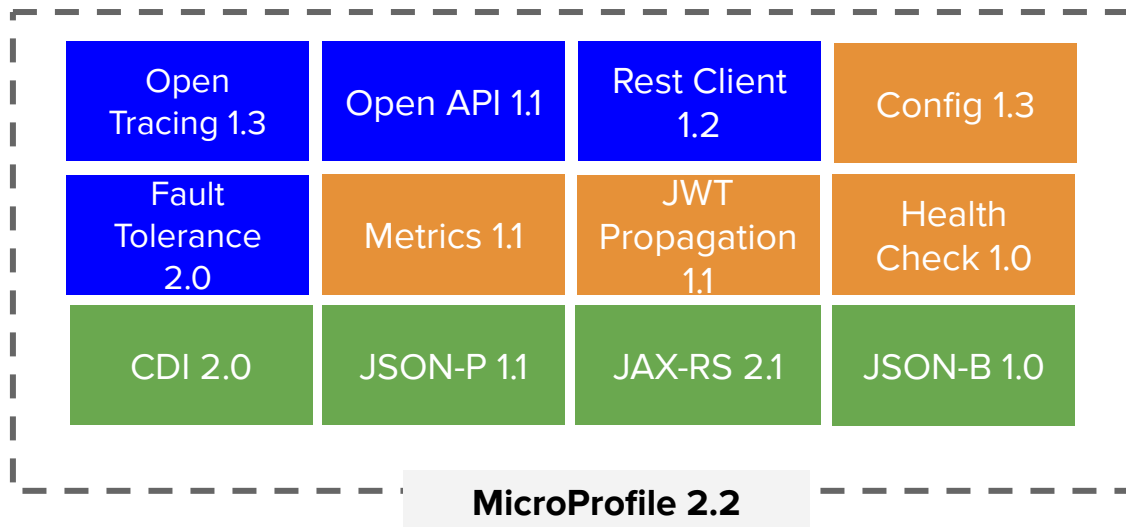 Open
Tracing 1.3
Open API 1.1
Rest Client
1.2
Config 1.3
Fault
Tolerance
2.0
Metrics 1.1
JWT
Propagation
1.1
Health
Check 1.0
CDI 2.0
JSON-P 1.1
JAX-RS 2.1
JSON-B 1.0
MicroProfile 2.2